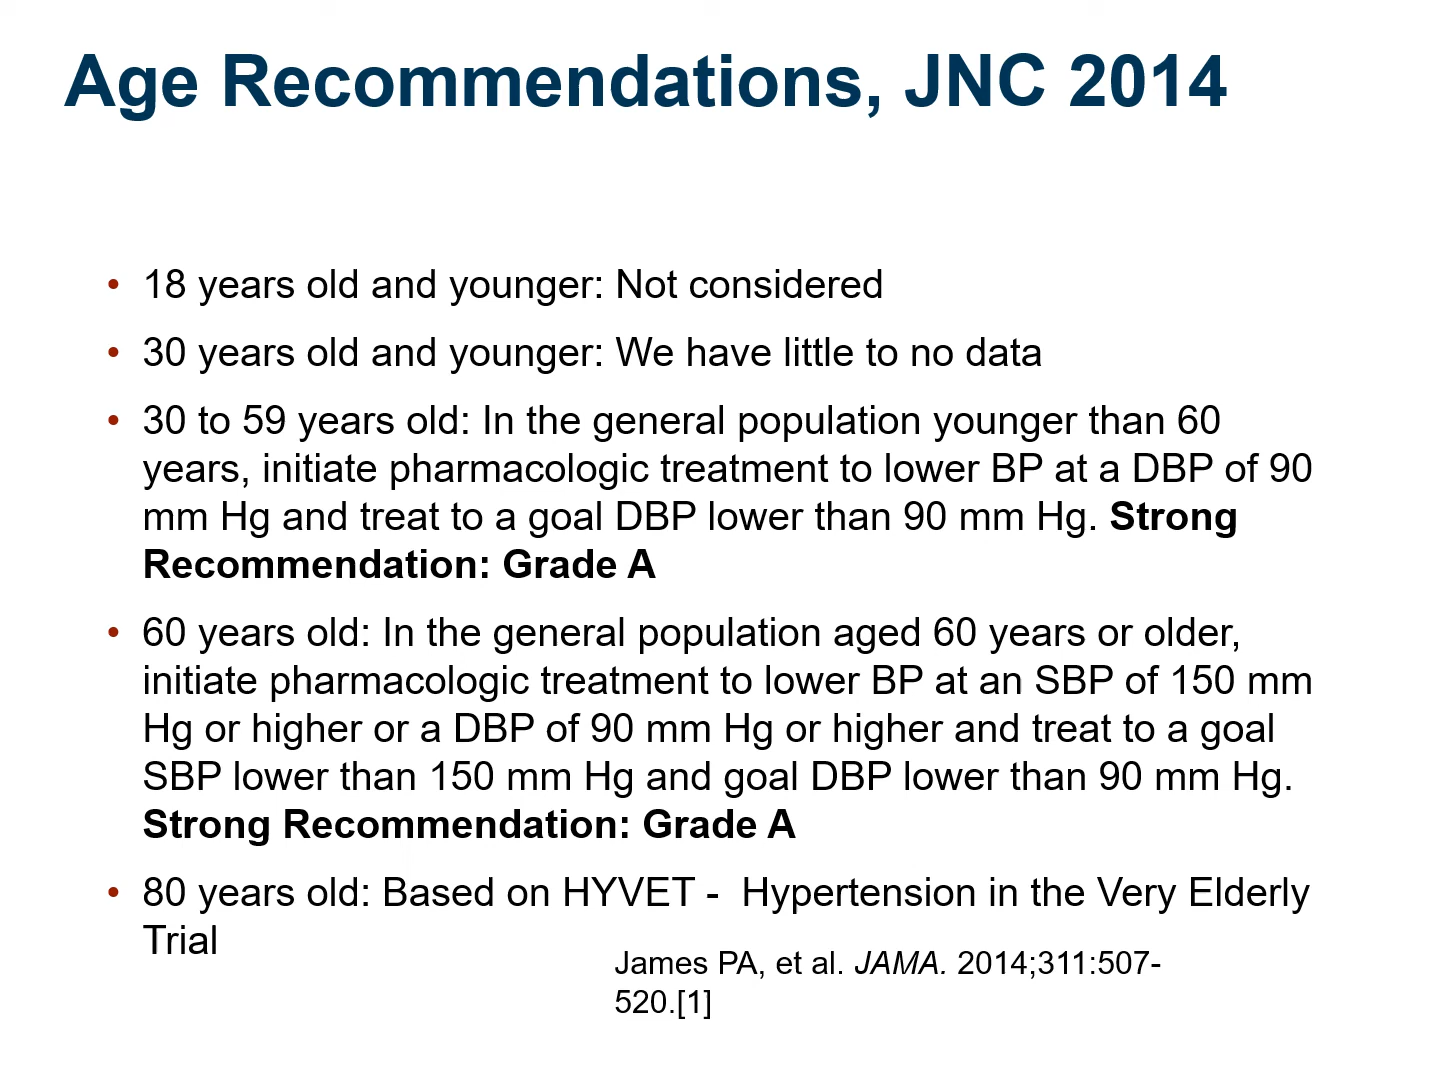 Age Recommendations, JNC 2014
• 18 years old and younger: Not considered
• 30 years old and younger: We have little to no data
• 30 to 59 years old: In the general population younger than 60
years, initiate pharmacologic treatment to lower BP at a DBP of 90
mm Hg and treat to a goal DBP lower than 90 mm Hg. Strong
Recommendation: Grade A
• 60 years old: In the general population aged 60 years or older,
initiate pharmacologic treatment to lower BP at an SBP of 150 mm
Hg or higher or a DBP of 90 mm Hg or higher and treat to a goal
SBP lower than 150 mm Hg and goal DBP lower than 90 mm Hg.
Strong Recommendation: Grade A
• 80 years old: Based on HYVET - Hypertension in the Very Elderly
Trial
James PA, et al. JAMA. 2014;311:507-
520.[1]